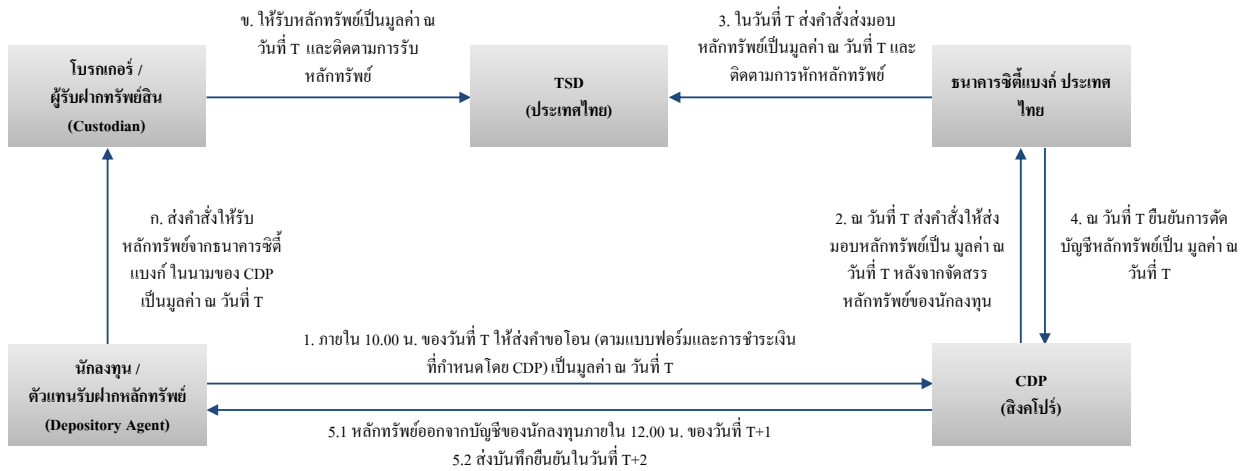 ข. ให้รับหลักทรัพย์เป็นมูลค่า ณ
วันที่ T และติดตามการรับ
หลักทรัพย์
3. ในวันที่ T ส่งคำสั่งส่งมอบ
หลักทรัพย์เป็นมูลค่า ณ วันที่ T และ
ติดตามการหักหลักทรัพย์
โบรกเกอร์ /
ผู้รับฝากทรัพย์สิน
(Custodian)
TSD
(ประเทศไทย)
ธนาคารซิตี้แบงก์ ประเทศ
ไทย
ก. ส่งคำสั่งให้รับ
หลักทรัพย์จากธนาคารซิตี้
แบงก์ ในนามของ CDP
เป็นมูลค่า ณ วันที่ T
2. ณ วันที่ T ส่งคำสั่งให้ส่ง
มอบหลักทรัพย์เป็น มูลค่า ณ
วันที่ T หลังจากจัดสรร
หลักทรัพย์ของนักลงทุน
4. ณ วันที่ T ยืนยันการตัด
บัญชีหลักทรัพย์เป็น มูลค่า ณ
วันที่ T
1. ภายใน 10.00 น. ของวันที่ T ให้ส่งคำขอโอน (ตามแบบฟอร์มและการชำระเงิน
ที่กำหนดโดย CDP) เป็นมูลค่า ณ วันที่ T
นักลงทุน /
ตัวแทนรับฝากหลักทรัพย์
(Depository Agent)
CDP
(สิงคโปร์)
5.1 หลักทรัพย์ออกจากบัญชีของนักลงทุนภายใน 12.00 น. ของวันที่ T+1
5.2 ส่งบันทึกยืนยันในวันที่ T+2